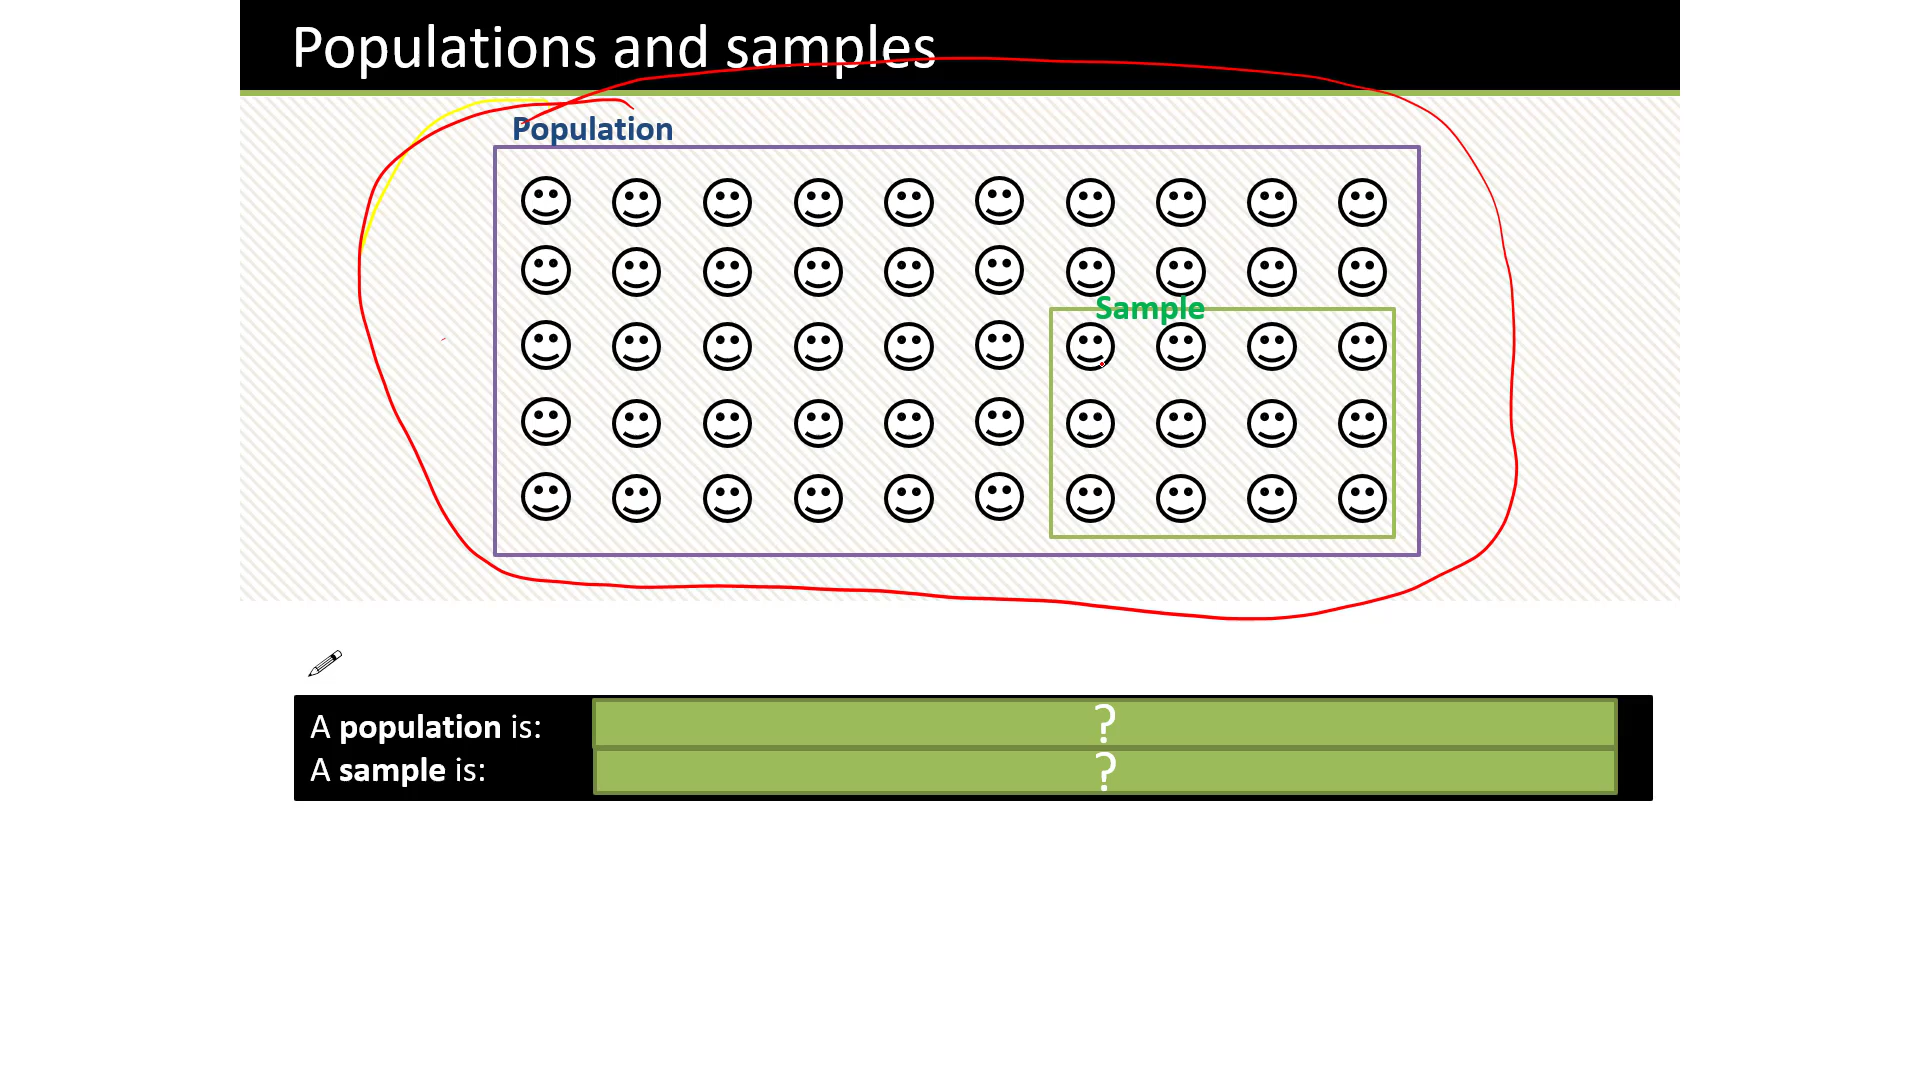 Populations and samples
Population
Sample
A population is:
?
A sample is:
?